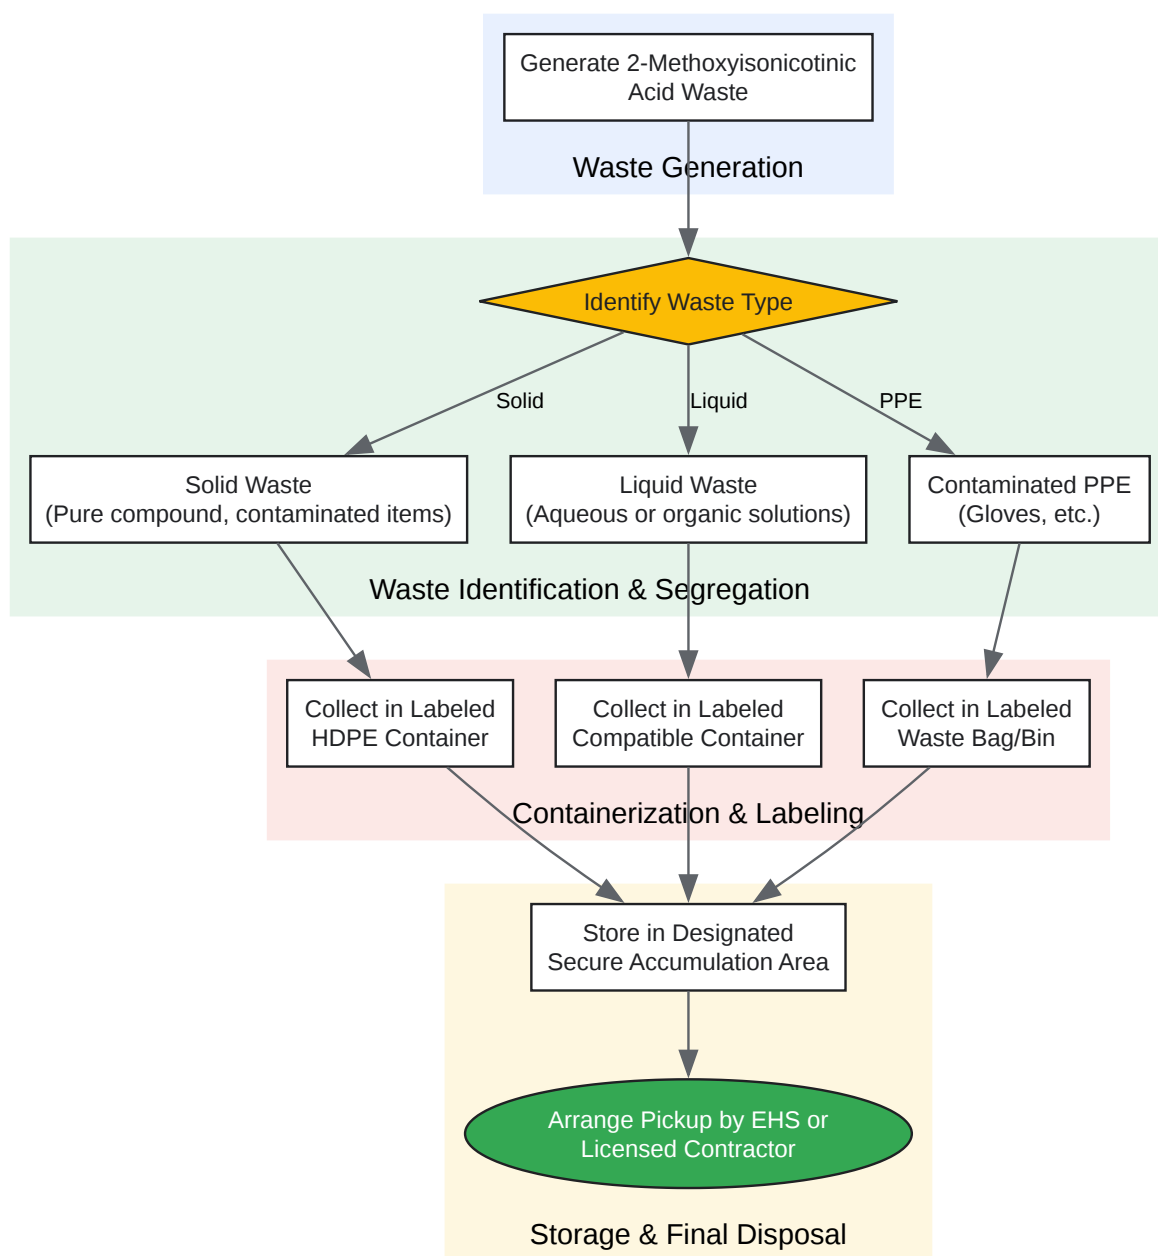 Generate 2-Methoxyisonicotinic
Acid Waste
Waste Generation
Identify Waste Type
Solid
Liquid
PPE
Solid Waste
(Pure compound, contaminated items)
Liquid Waste
(Aqueous or organic solutions)
Contaminated PPE
(Gloves, etc.)
Waste Identification & Segregation
Collect in Labeled
HDPE Container
Collect in Labeled
Compatible Container
Collect in Labeled
Waste Bag/Bin
Containerization & Labeling
Store in Designated
Secure Accumulation Area
Arrange Pickup by EHS or
Licensed Contractor
Storage & Final Disposal